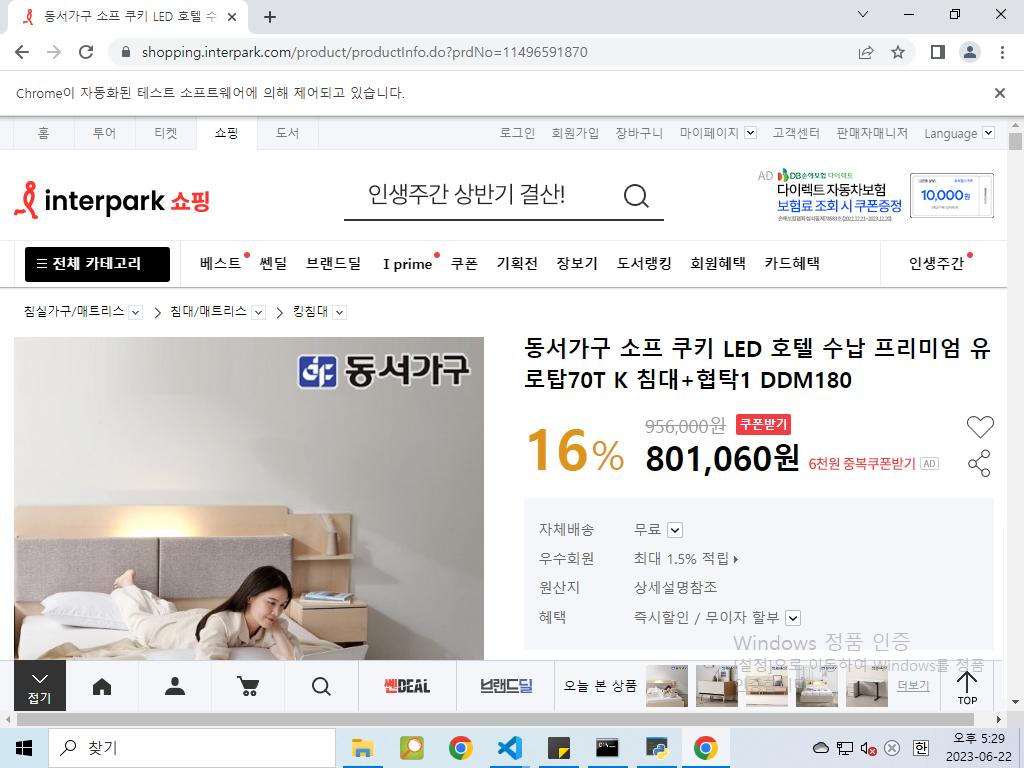 동서가구 소프 쿠키 LED 호텔 수
shopping.interpark.com/product/productInfo.do?prdNo=11496591870
Chrome이 자동화된 테스트 소프트웨어에 의해 제어되고 있습니다.
홈 투어 티켓 쇼핑 도서 로그인 회원가입 장바구니 마이페이지 고객센터 판매자매니저 Language
interpark 쇼핑
인생주간 상반기 결산!
AD DB손해보험 다이렉트
다이렉트 자동차보험
보험료 조회 시 쿠폰증정
10,000원
전체 카테고리 베스트 쎈딜 브랜드딜 I prime 쿠폰 기획전 장보기 도서랭킹 회원혜택 카드혜택 인생주간
침실가구/매트리스 침대/매트리스 킹침대
동서가구
동서가구 소프 쿠키 LED 호텔 수납 프리미엄 유
로탑70T K 침대+협탁1 DDM180
16% 956,000원 쿠폰받기
801,060원 6천원 중복쿠폰받기 AD
자체배송 무료
우수회원 최대 1.5% 적립
원산지 상세설명참조
혜택 즉시할인 / 무이자 할부
Windows 정품 인증
[설정]으로 이동하여 Windows를 정품
접기 쎈DEAL 브랜드딜 오늘 본 상품 더보기 TOP
찾기
한
오후 5:29
2023-06-22